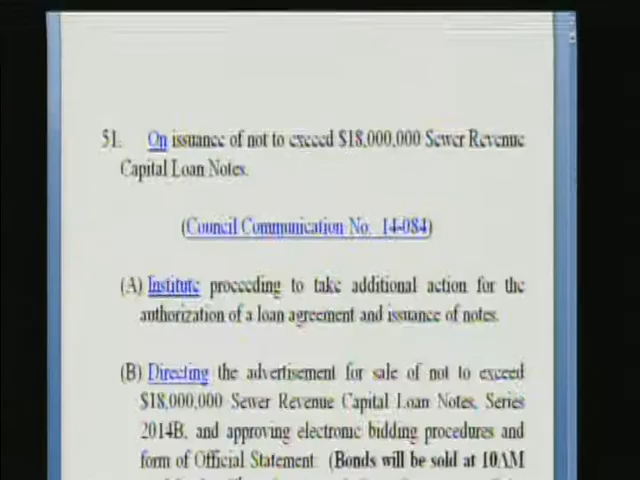 51. On issuance of not to exceed $18,000,000 Sewer Revenue
Capital Loan Notes.
(Council Communication No. 14-084)
(A) Institute proceeding to take additional action for the
authorization of a loan agreement and issuance of notes.
(B) Directing the advertisement for sale of not to exceed
$18,000,000 Sewer Revenue Capital Loan Notes, Series
2014B, and approving electronic bidding procedures and
form of Official Statement. (Bonds will be sold at 10AM